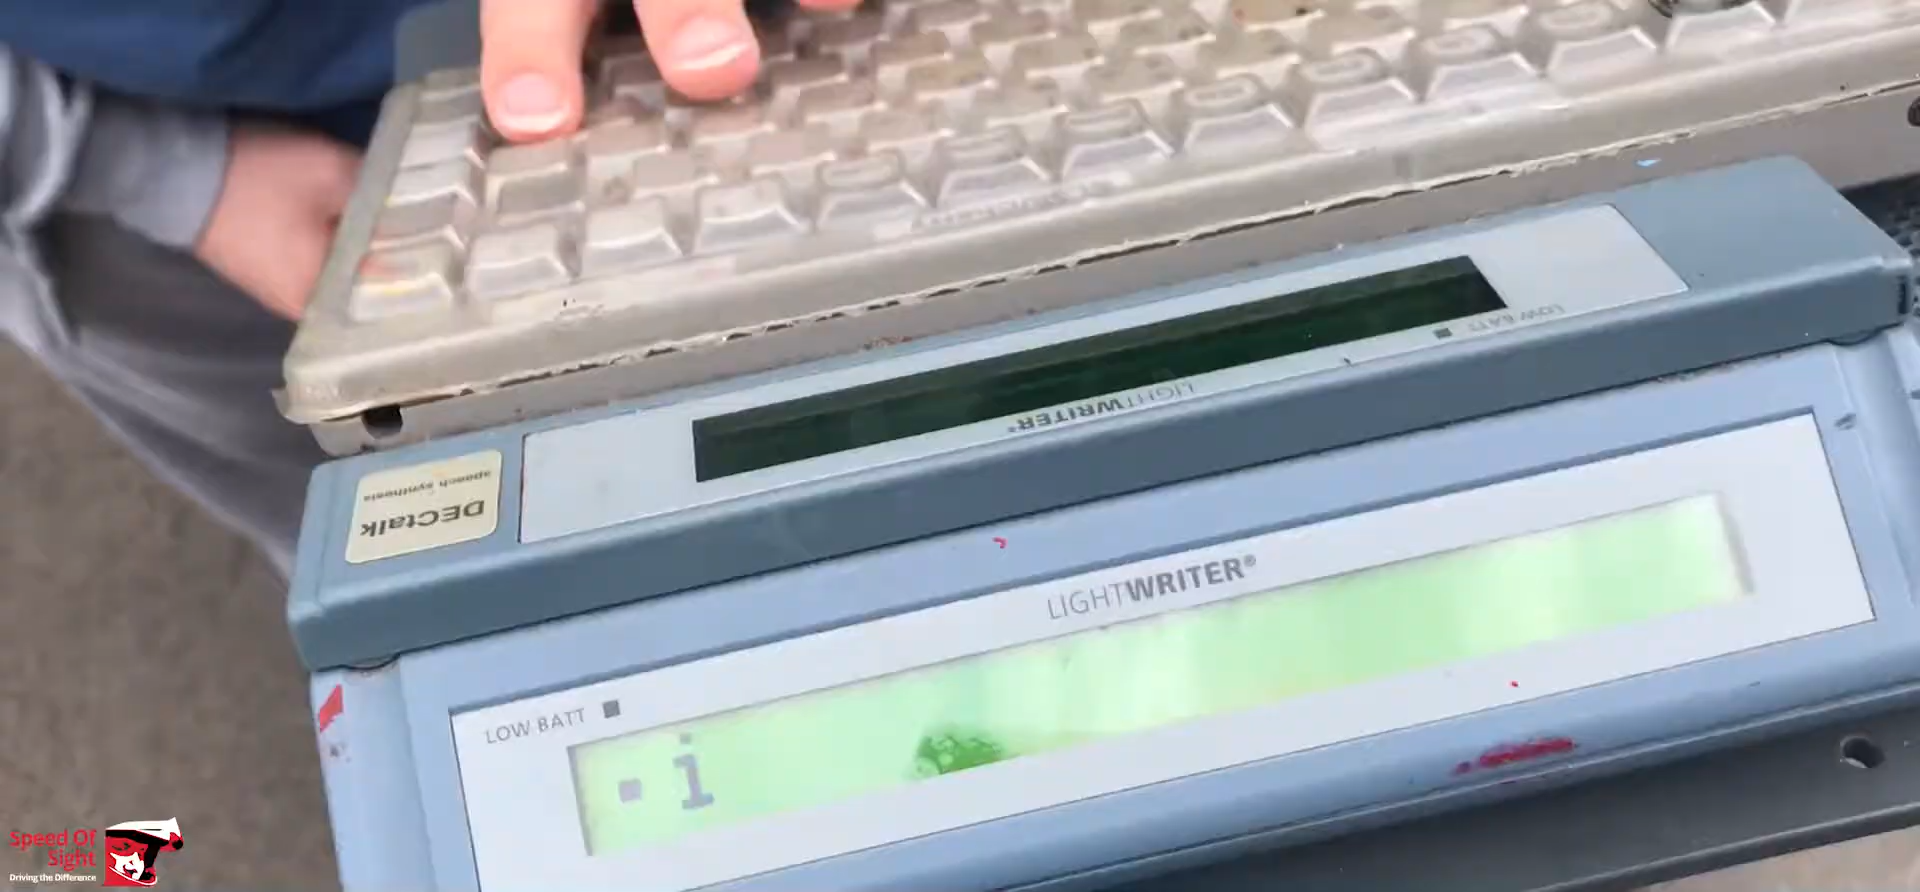 LOW BATT
LIGHTWRITER®
DECtalk
speech synthesis
LIGHTWRITER®
LOW BATT
i
Speed Of
Sight
Driving the Difference